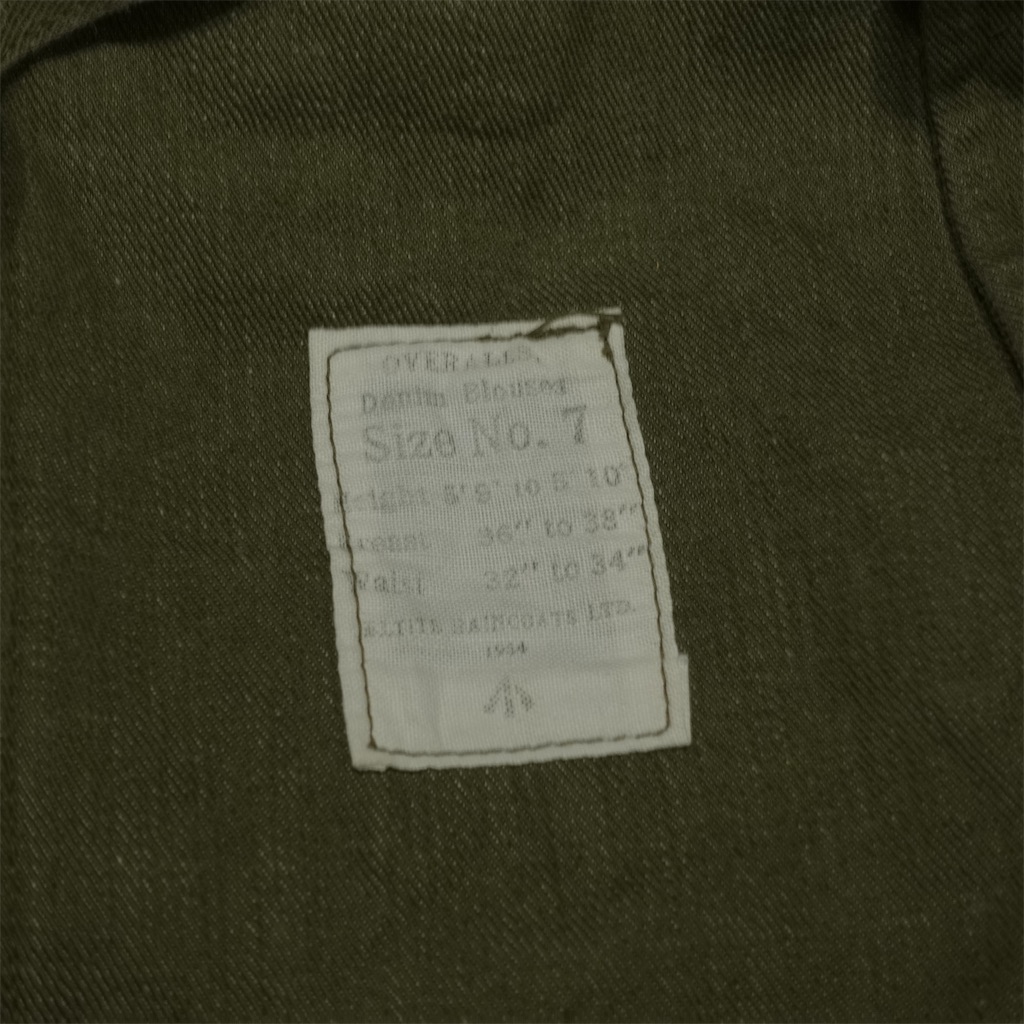 OVERALLS,
Denim Blouses
Size No. 7
Height 5' 9" to 5' 10"
Breast 36" to 38"
Waist 32" to 34"
RAINCOATS LTD.
1954